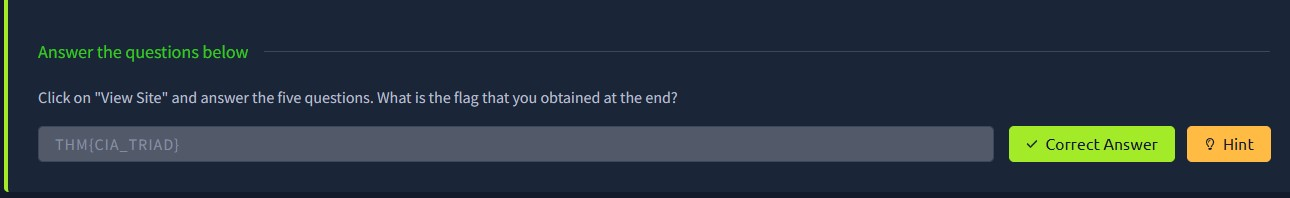 Answer the questions below
Click on "View Site" and answer the five questions. What is the flag that you obtained at the end?
THM{CIA_TRIAD}
Correct Answer
Hint